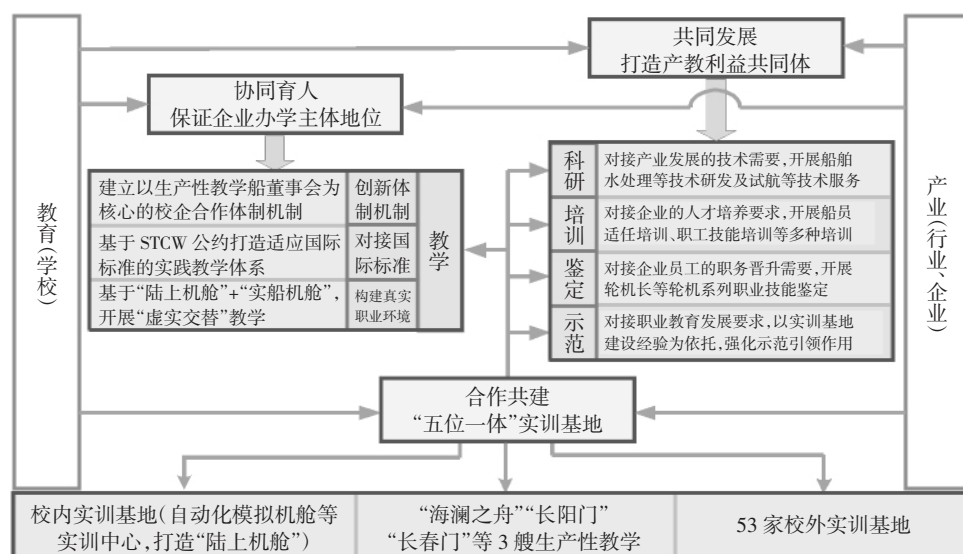 共同发展
打造产教利益共同体
协同育人
保证企业办学主体地位
教育(学校)
产业(行业、企业)
建立以生产性教学船董事会为
核心的校企合作体制机制
创新体
制机制
基于 STCW 公约打造适应国际
标准的实践教学体系
对接国
际标准
基于“陆上机舱”+“实船机舱”,
开展“虚实交替”教学
构建真实
职业环境
教学
科研
对接产业发展的技术需要,开展船舶
水处理等技术研发及试航等技术服务
培训
对接企业的人才培养要求,开展船员
适任培训、职工技能培训等多种培训
鉴定
对接企业员工的职务晋升需要,开展
轮机长等轮机系列职业技能鉴定
示范
对接职业教育发展要求,以实训基地
建设经验为依托,强化示范引领作用
合作共建
“五位一体”实训基地
校内实训基地(自动化模拟机舱等
实训中心,打造“陆上机舱”)
“海澜之舟”“长阳门”
“长春门”等 3 艘生产性教学
53 家校外实训基地